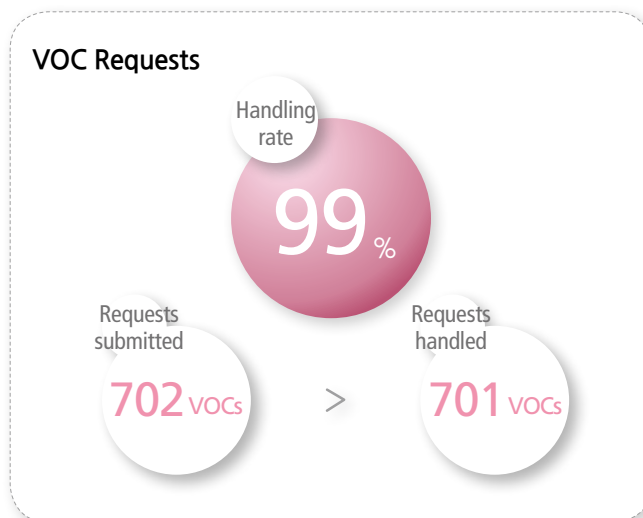 VOC Requests
Handling
rate
99 %
Requests
submitted
702 VOCs
>
Requests
handled
701 VOCs